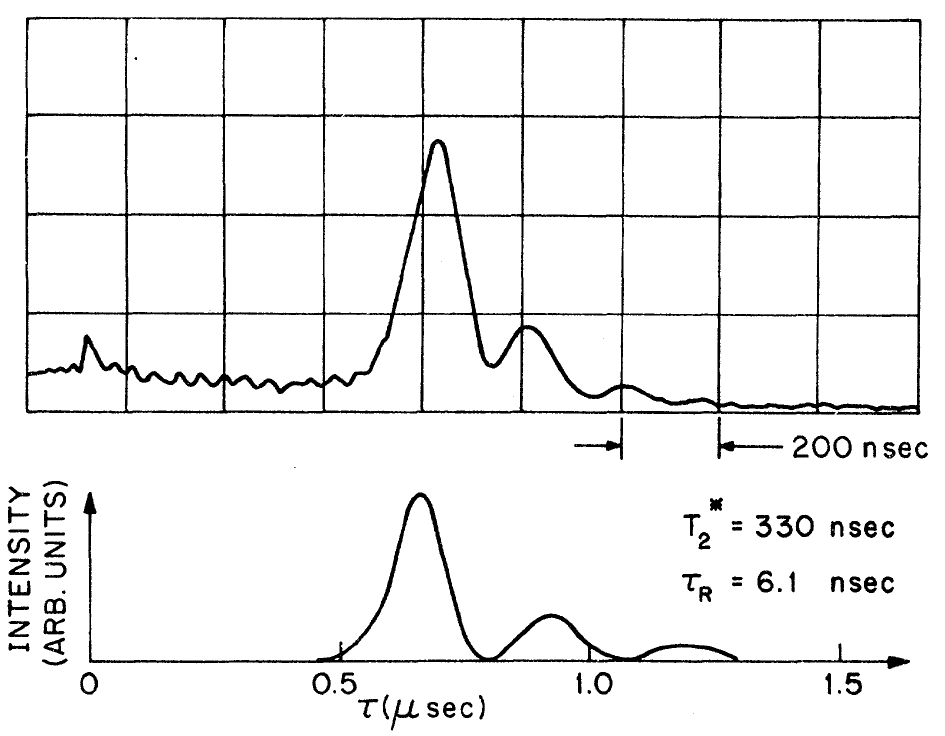 200 nsec
INTENSITY
(ARB. UNITS)
T₂* = 330 nsec
τ_R = 6.1 nsec
0 0.5 1.0 1.5
τ(μsec)